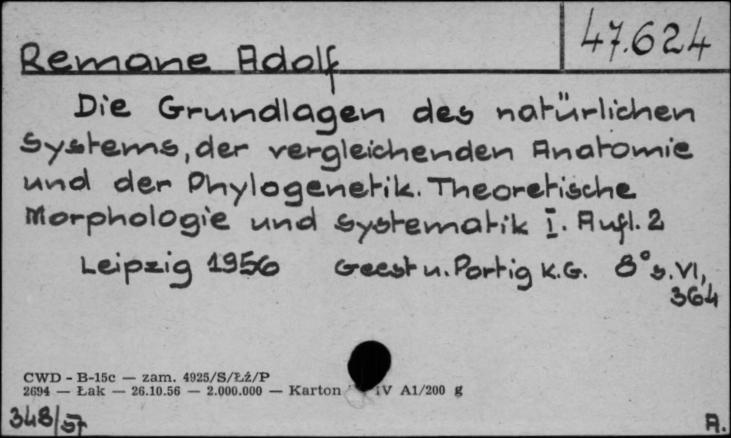 47.624
Remane Adolf
Die Grundlagen des natürlichen
Systems, der vergleichenden Anatomie
und der Phylogenetik. Theoretische
Morphologie und Systematik I. Aufl. 2
Leipzig 1956 Geest u. Portig K.G. 8° s. VI,
364
CWD - B-15c — zam. 4925/S/Łż/P
2694 — Łak — 26.10.56 — 2.000.000 — Karton IV A1/200 g
348/57
A.